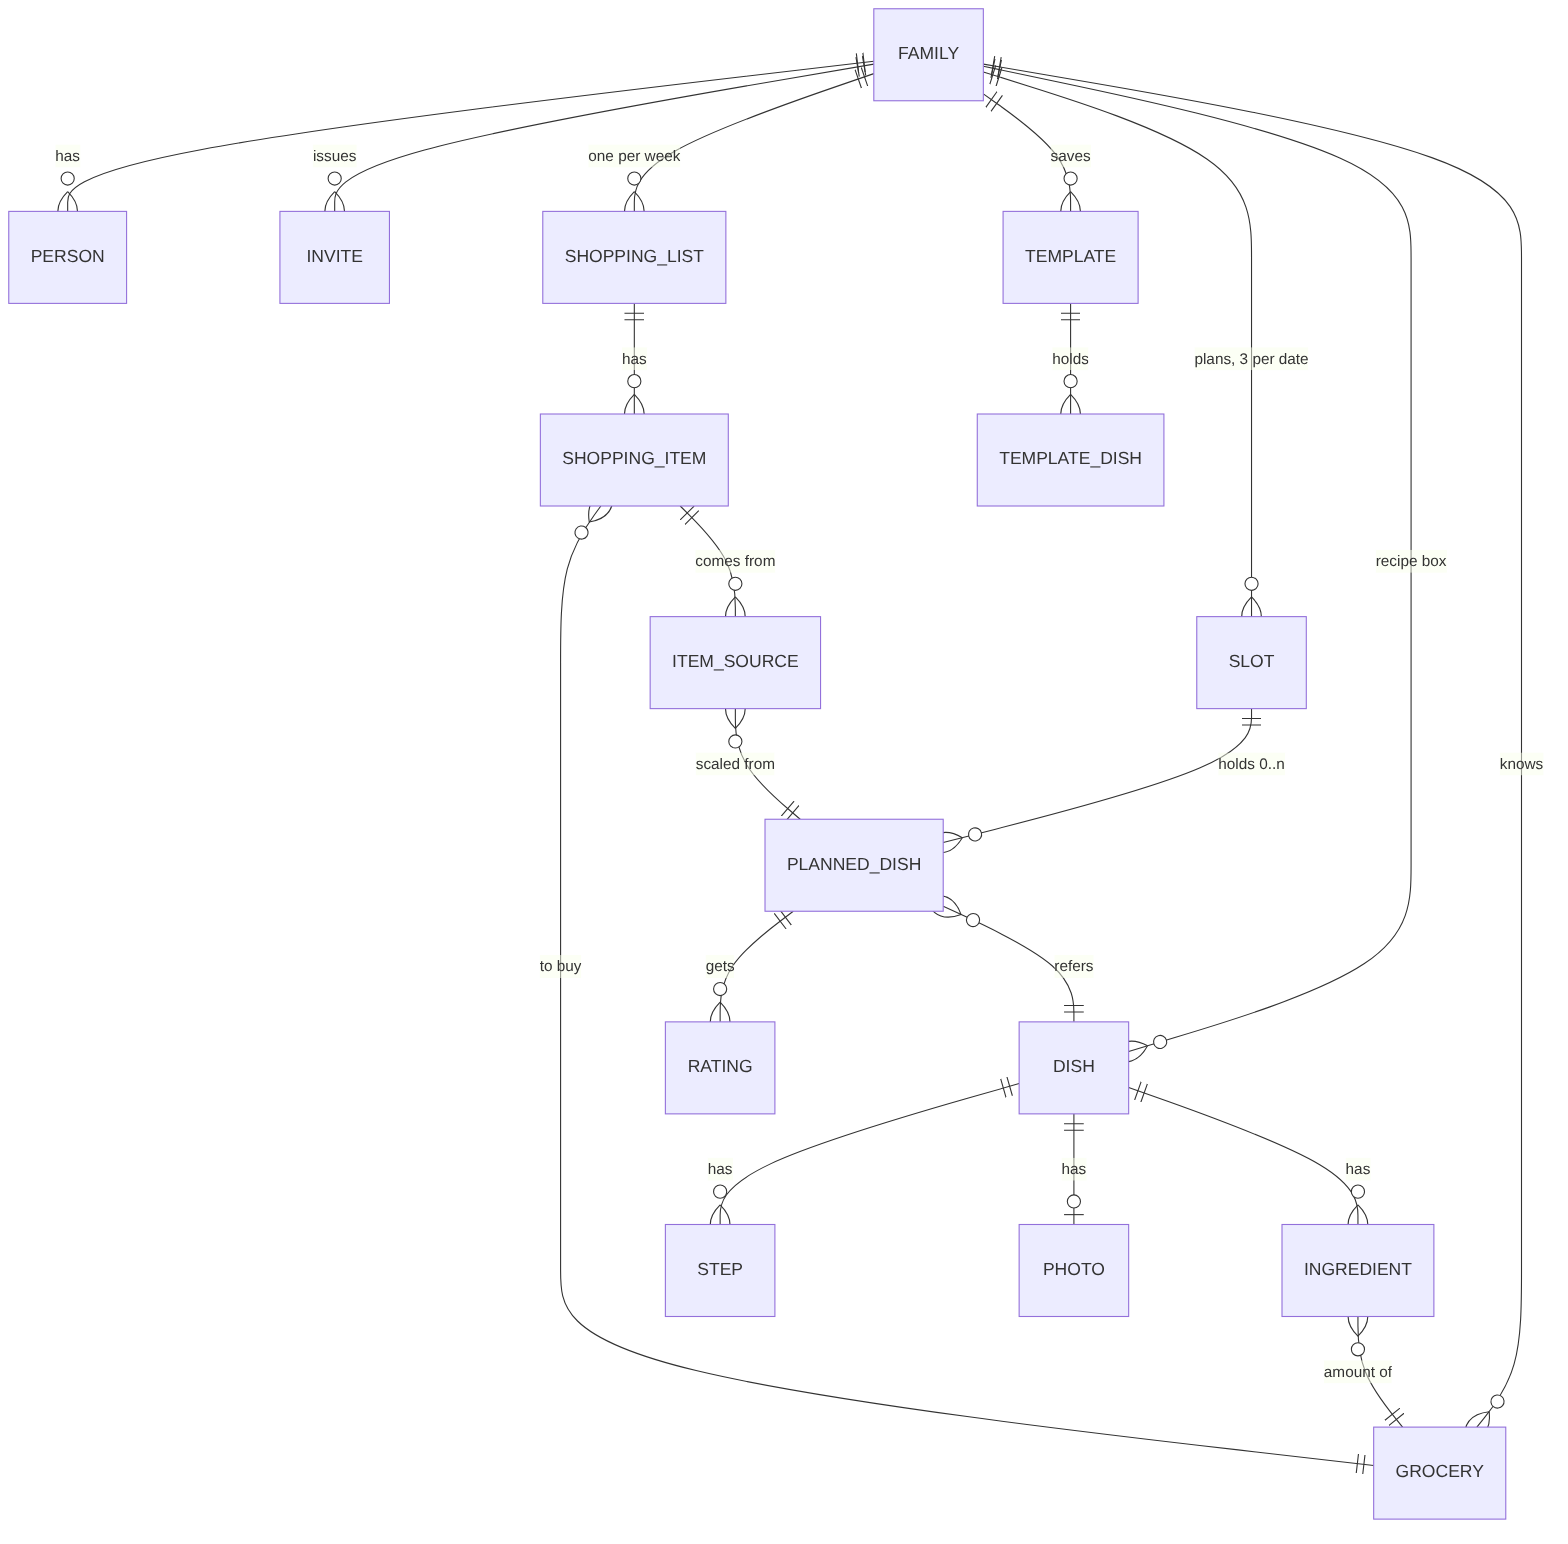 FAMILY
has
issues
one per week
saves
PERSON
INVITE
SHOPPING_LIST
TEMPLATE
has
holds
plans, 3 per date
SHOPPING_ITEM
TEMPLATE_DISH
comes from
recipe box
ITEM_SOURCE
SLOT
scaled from
holds 0..n
knows
PLANNED_DISH
to buy
gets
refers
RATING
DISH
has
has
has
STEP
PHOTO
INGREDIENT
amount of
GROCERY